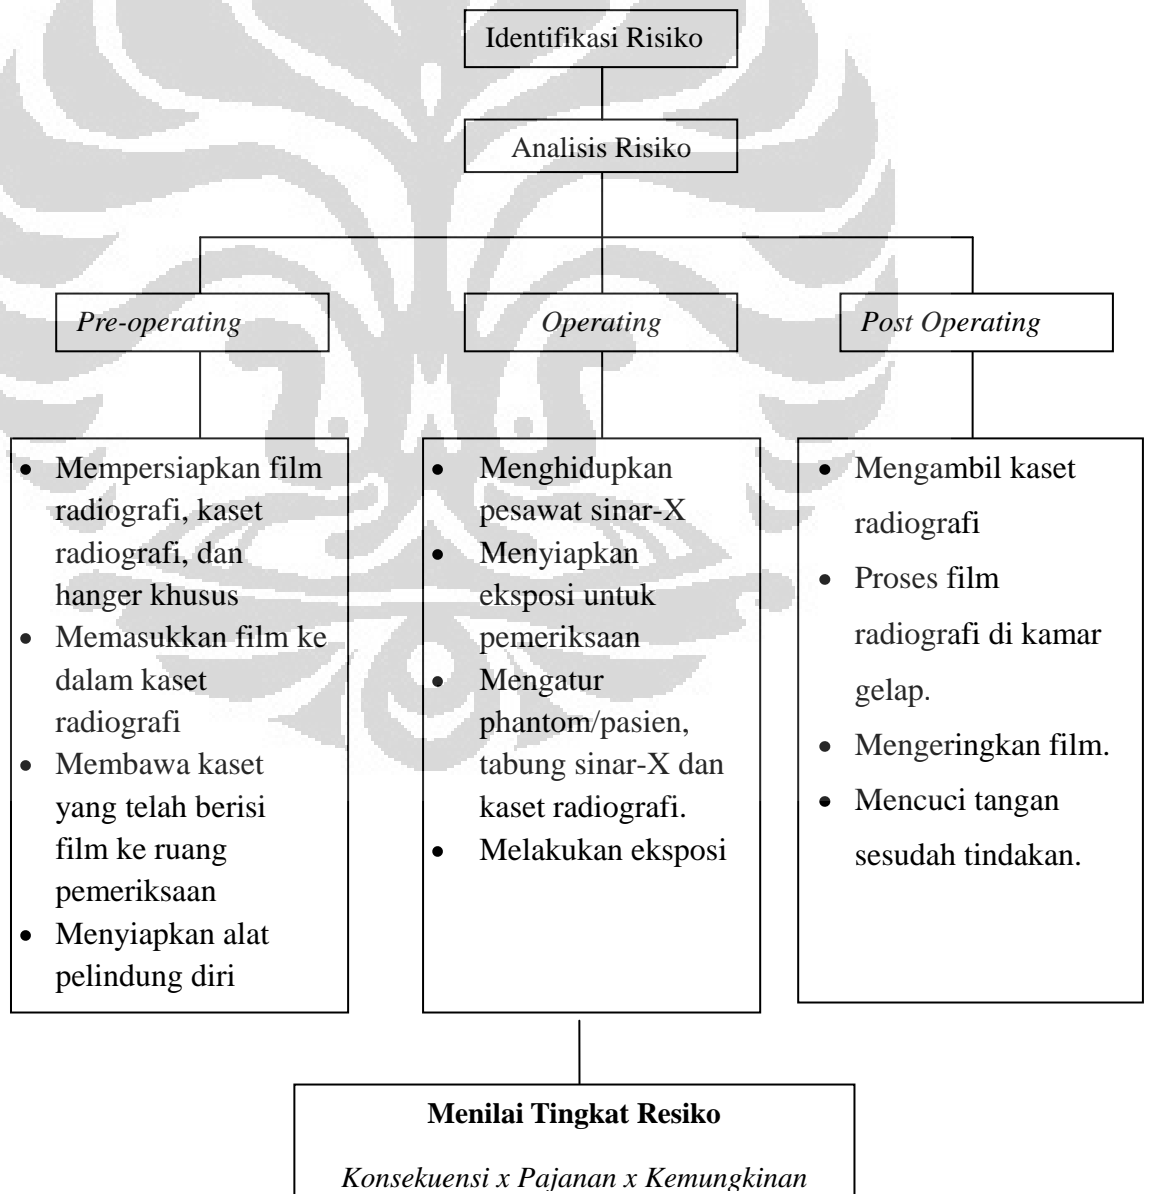 Identifikasi Risiko
Analisis Risiko
Pre-operating
Operating
Post Operating
• Mempersiapkan film
radiografi, kaset
radiografi, dan
hanger khusus
• Memasukkan film ke
dalam kaset
radiografi
• Membawa kaset
yang telah berisi
film ke ruang
pemeriksaan
• Menyiapkan alat
pelindung diri
• Menghidupkan
pesawat sinar-X
• Menyiapkan
eksposi untuk
pemeriksaan
• Mengatur
phantom/pasien,
tabung sinar-X dan
kaset radiografi.
• Melakukan eksposi
• Mengambil kaset
radiografi
• Proses film
radiografi di kamar
gelap.
• Mengeringkan film.
• Mencuci tangan
sesudah tindakan.
Menilai Tingkat Resiko
Konsekuensi x Pajanan x Kemungkinan